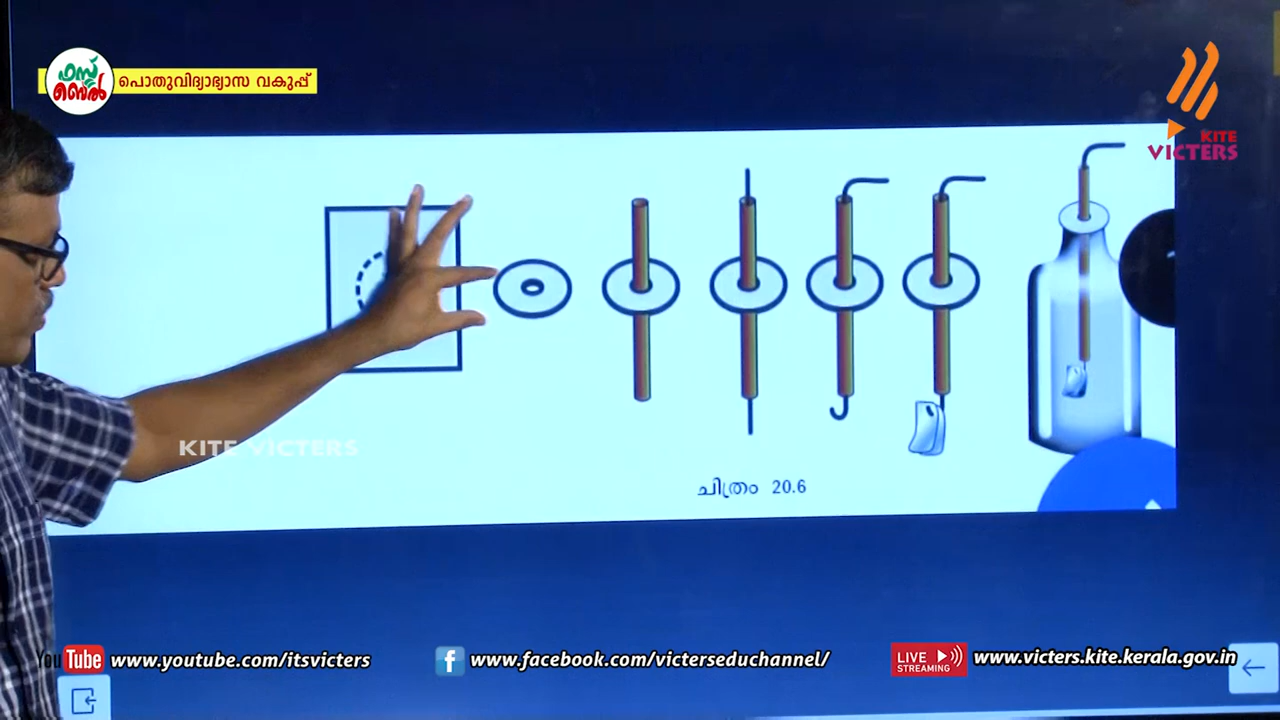 ഫസ്റ്റ്
ബെൽ
പൊതുവിദ്യാഭ്യാസ വകുപ്പ്
KITE
VICTERS
KITE VICTERS
ചിത്രം 20.6
YouTube www.youtube.com/itsvicters
f www.facebook.com/victerseduchannel/
LIVE
STREAMING
www.victers.kite.kerala.gov.in